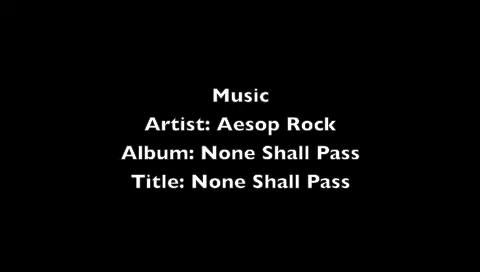 Music
Artist: Aesop Rock
Album: None Shall Pass
Title: None Shall Pass